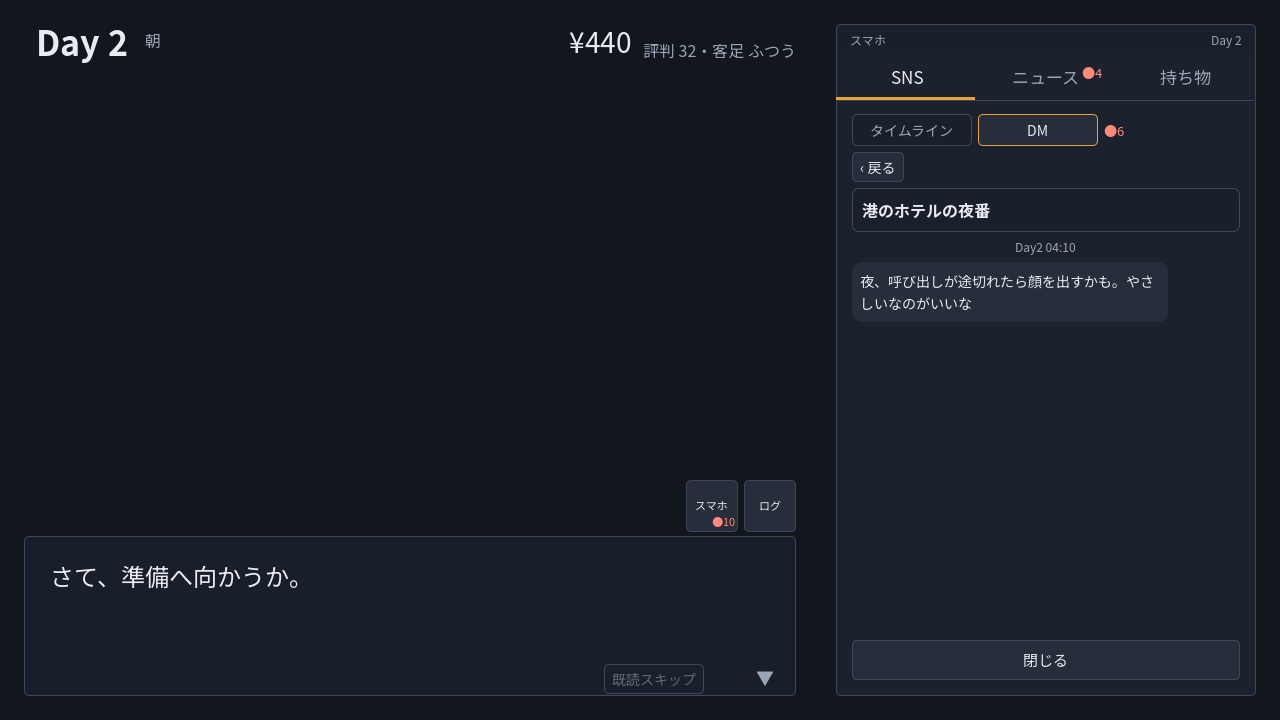 Day 2 朝
¥440 評判 32・客足 ふつう
スマホ Day 2
SNS ニュース 4 持ち物
タイムライン DM 6
‹ 戻る
港のホテルの夜番
Day2 04:10
夜、呼び出しが途切れたら顔を出すかも。やさ
しいなのがいいな
スマホ 10 ログ
さて、準備へ向かうか。
既読スキップ ▼
閉じる